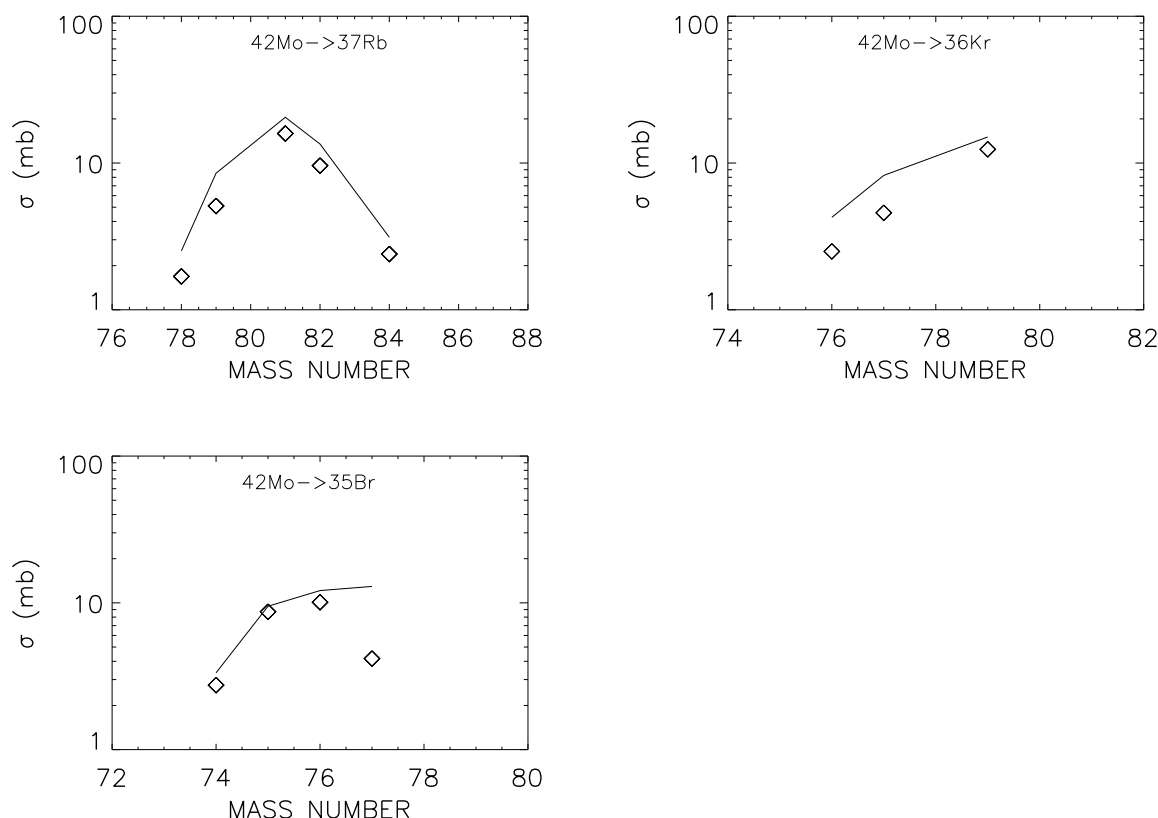 42Mo->37Rb
100
10
1
σ (mb)
76 78 80 82 84 86 88
MASS NUMBER
42Mo->36Kr
100
10
1
σ (mb)
74 76 78 80 82
MASS NUMBER
42Mo->35Br
100
10
1
σ (mb)
72 74 76 78 80
MASS NUMBER